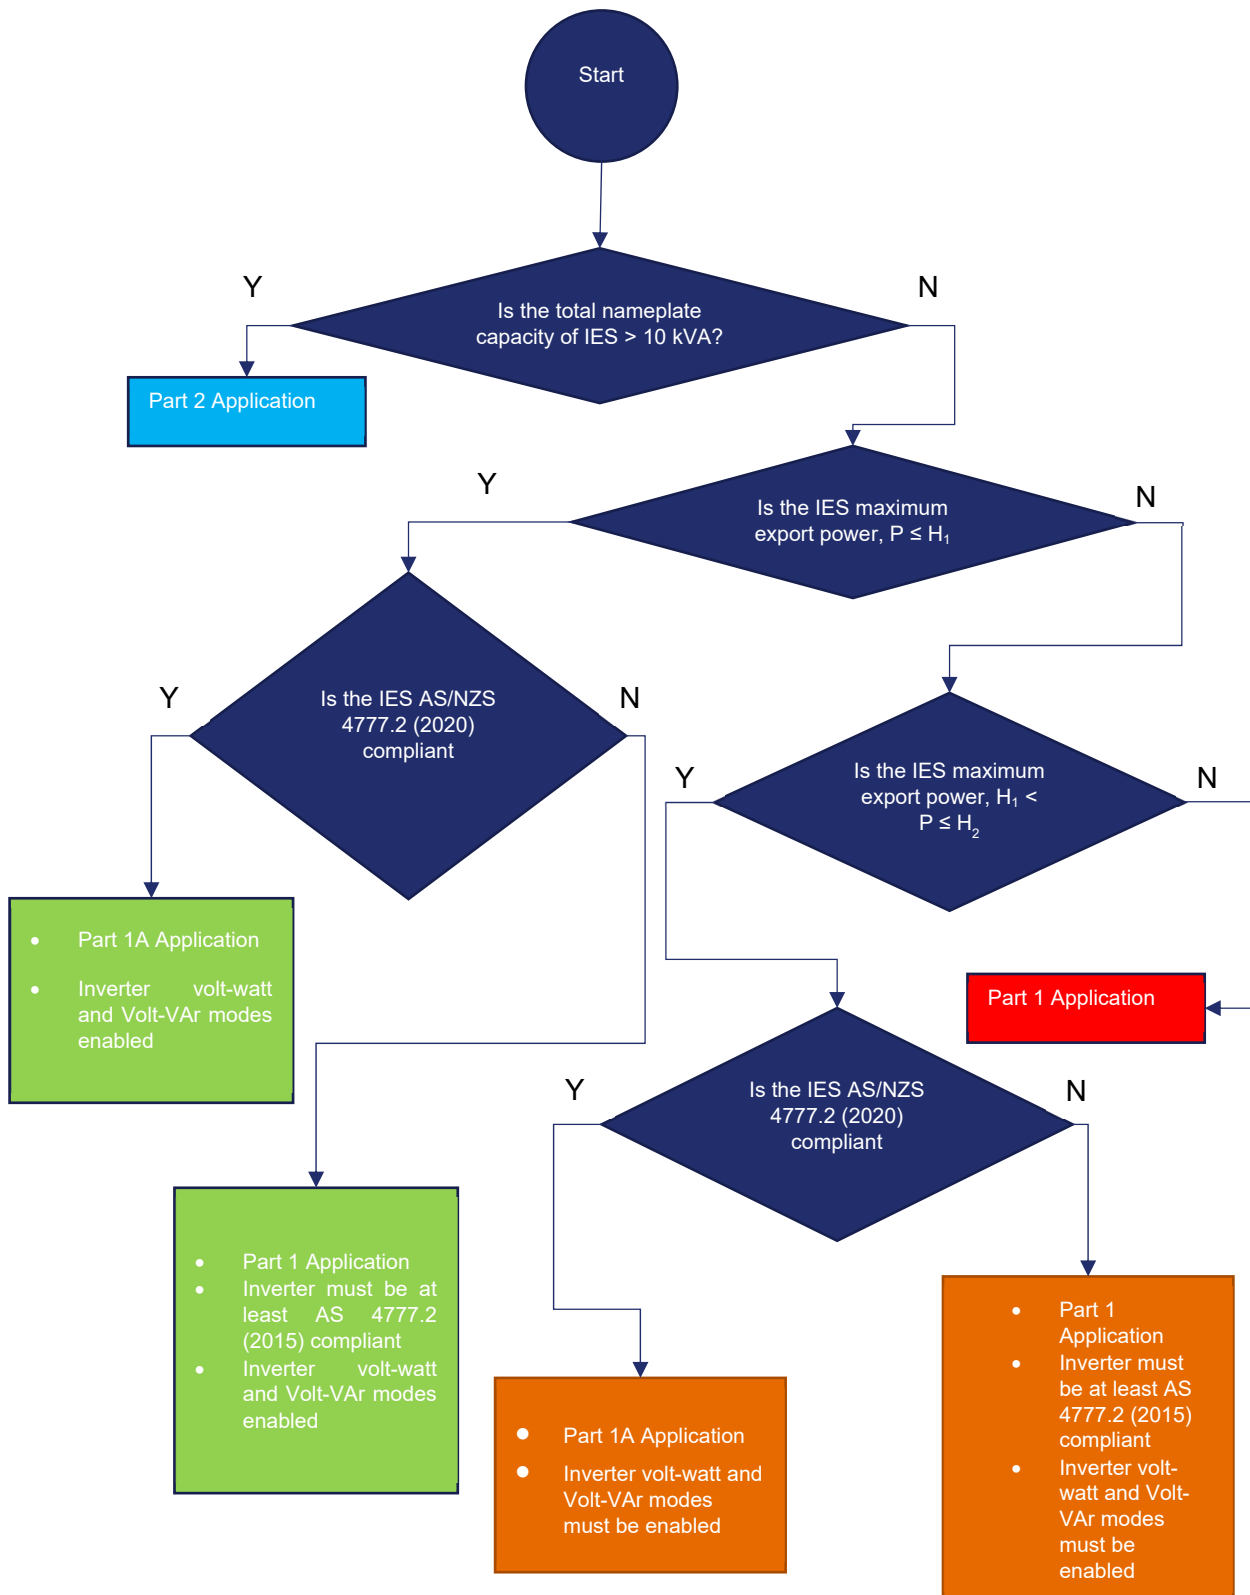 Start
Y
N
Is the total nameplate
capacity of IES > 10 kVA?
Part 2 Application
Y
N
Is the IES maximum
export power, P ≤ H₁
Y
N
Is the IES AS/NZS
4777.2 (2020)
compliant
Y
N
Is the IES maximum
export power, H₁ <
P ≤ H₂
• Part 1A Application
• Inverter volt-watt
and Volt-VAr modes
enabled
Part 1 Application
Y
N
Is the IES AS/NZS
4777.2 (2020)
compliant
• Part 1 Application
• Inverter must be at
least AS 4777.2
(2015) compliant
• Inverter volt-watt
and Volt-VAr modes
enabled
• Part 1A Application
• Inverter volt-watt and
Volt-VAr modes
must be enabled
• Part 1
Application
• Inverter must
be at least AS
4777.2 (2015)
compliant
• Inverter volt-
watt and Volt-
VAr modes
must be
enabled